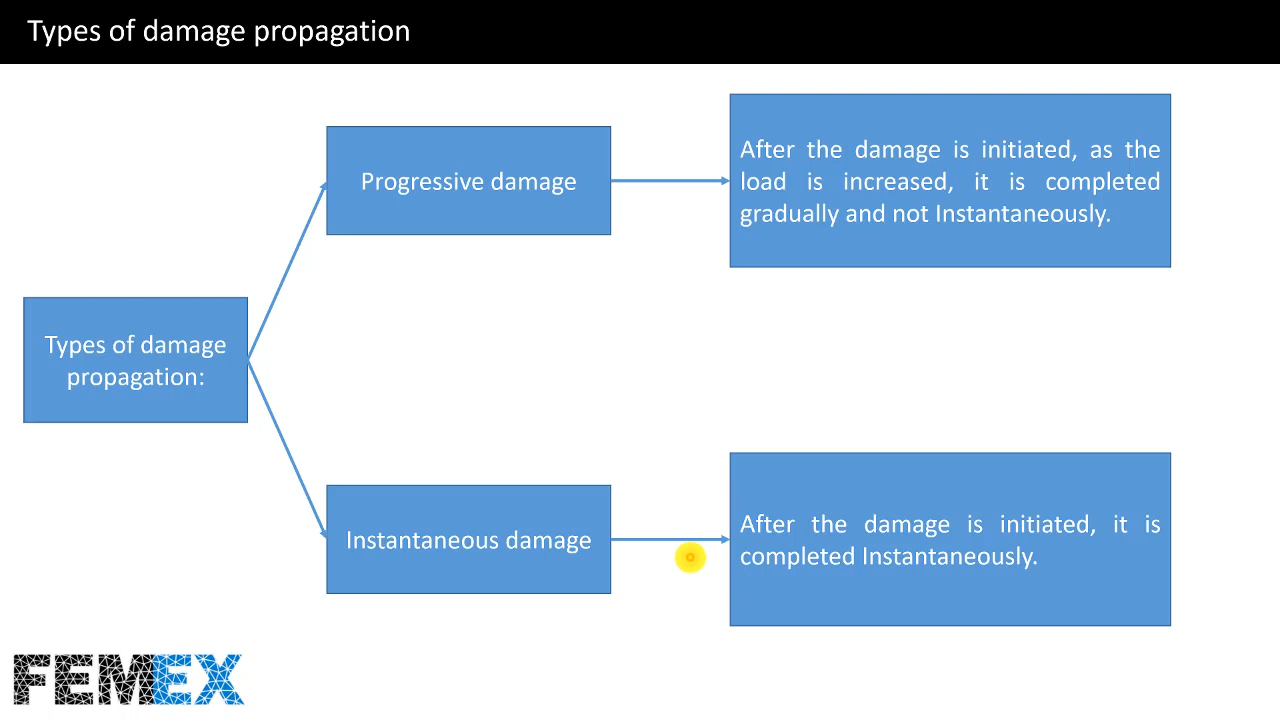 Types of damage propagation
Progressive damage
After the damage is initiated, as the
load is increased, it is completed
gradually and not Instantaneously.
Types of damage
propagation:
Instantaneous damage
After the damage is initiated, it is
completed Instantaneously.
FEMEX